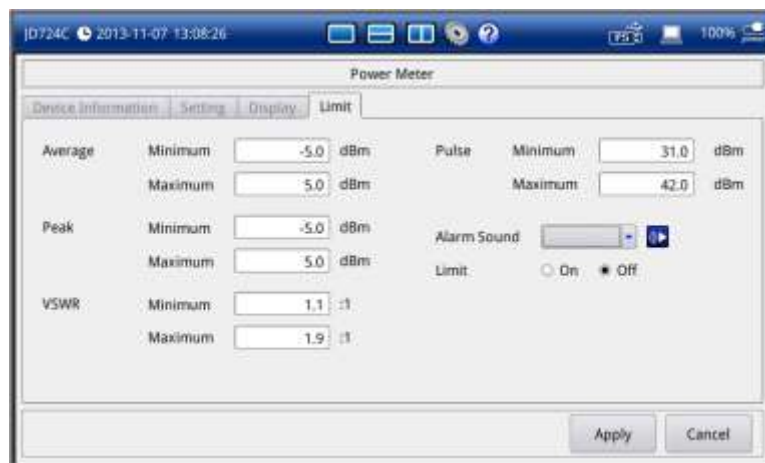 JD724C 2013-11-07 13:08:26 100%
Power Meter
Device Information Setting Display Limit
Average Minimum -5.0 dBm Pulse Minimum 31.0 dBm
Maximum 5.0 dBm Maximum 42.0 dBm
Peak Minimum -5.0 dBm
Alarm Sound
Maximum 5.0 dBm
Limit On Off
VSWR Minimum 1.1 :1
Maximum 1.9 :1
Apply Cancel